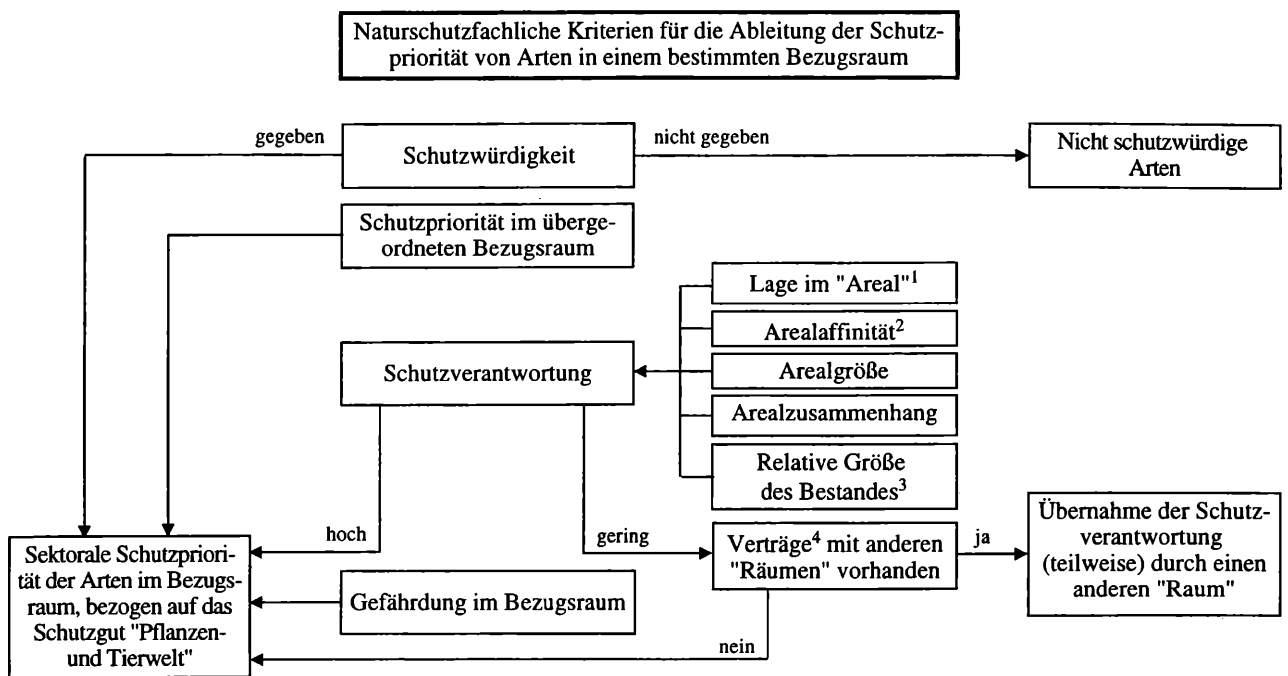 Naturschutzfachliche Kriterien für die Ableitung der Schutz-
priorität von Arten in einem bestimmten Bezugsraum
gegeben
Schutzwürdigkeit
nicht gegeben
Nicht schutzwürdige
Arten
Schutzpriorität im überge-
ordneten Bezugsraum
Lage im "Areal"¹
Arealaffinität²
Schutzverantwortung
Arealgröße
Arealzusammenhang
Relative Größe
des Bestandes³
hoch
gering
Verträge⁴ mit anderen
"Räumen" vorhanden
ja
Übernahme der Schutz-
verantwortung
(teilweise) durch einen
anderen "Raum"
Sektorale Schutzpriori-
tät der Arten im Bezugs-
raum, bezogen auf das
Schutzgut "Pflanzen-
und Tierwelt"
Gefährdung im Bezugsraum
nein